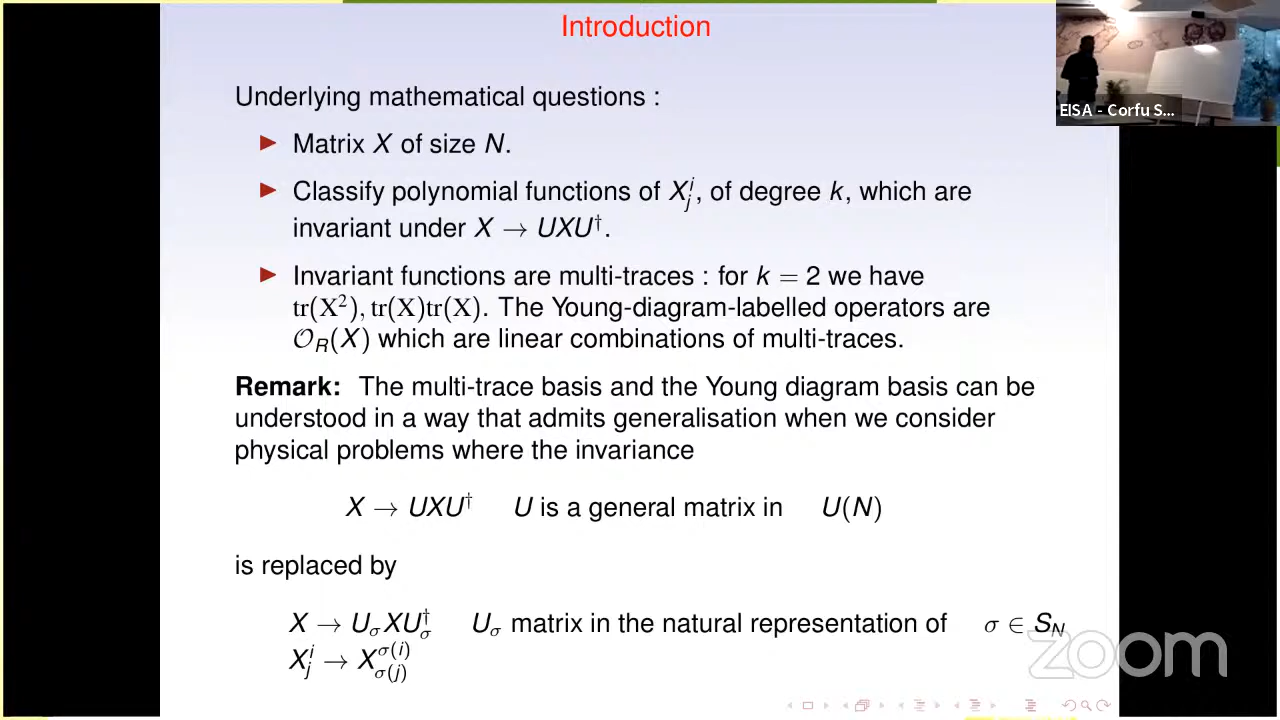 Introduction
Underlying mathematical questions :
Matrix X of size N.
Classify polynomial functions of X^i_j, of degree k, which are
invariant under X → UXU†.
Invariant functions are multi-traces : for k = 2 we have
tr(X²), tr(X)tr(X). The Young-diagram-labelled operators are
𝒪_R(X) which are linear combinations of multi-traces.
Remark: The multi-trace basis and the Young diagram basis can be
understood in a way that admits generalisation when we consider
physical problems where the invariance
X → UXU† U is a general matrix in U(N)
is replaced by
X → U_σXU†_σ U_σ matrix in the natural representation of σ ∈ S_N
X^i_j → X^σ(i)_σ(j)
EISA - Corfu S...
zoom